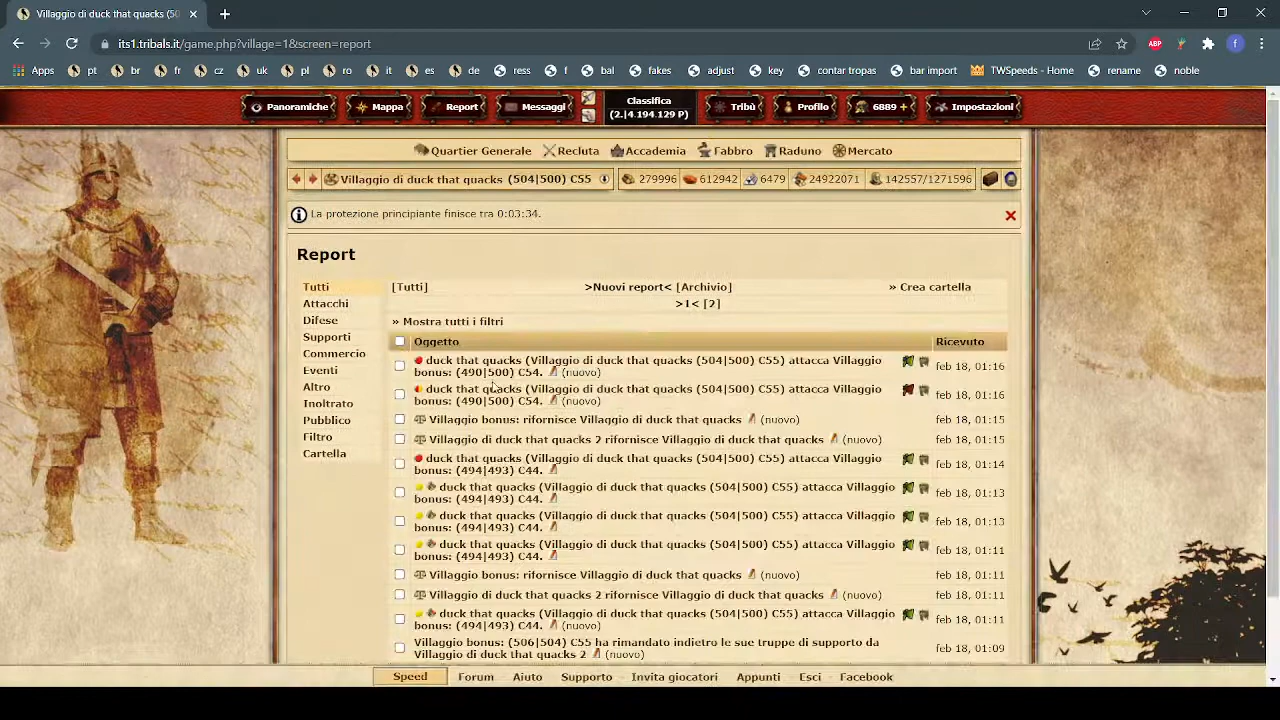 Villaggio di duck that quacks (50
its1.tribals.it/game.php?village=1&screen=report
ABP
f
Apps pt br fr cz uk pl ro it es de ress f bal fakes adjust key contar tropas bar import TWSpeeds - Home rename noble
Panoramiche Mappa Report Messaggi Classifica Tribù Profilo 6889 + Impostazioni
(2.|4.194.129 P)
Quartier Generale Recluta Accademia Fabbro Raduno Mercato
Villaggio di duck that quacks (504|500) C55 279996 612942 6479 24922071 142557/1271596
La protezione principiante finisce tra 0:03:34.
Report
Tutti
Attacchi
Difese
Supporti
Commercio
Eventi
Altro
Inoltrato
Pubblico
Filtro
Cartella
[Tutti] >Nuovi report< [Archivio] » Crea cartella
>1< [2]
» Mostra tutti i filtri
Oggetto Ricevuto
duck that quacks (Villaggio di duck that quacks (504|500) C55) attacca Villaggio
bonus: (490|500) C54. (nuovo) feb 18, 01:16
duck that quacks (Villaggio di duck that quacks (504|500) C55) attacca Villaggio
bonus: (490|500) C54. (nuovo) feb 18, 01:16
Villaggio bonus: rifornisce Villaggio di duck that quacks (nuovo) feb 18, 01:15
Villaggio di duck that quacks 2 rifornisce Villaggio di duck that quacks (nuovo) feb 18, 01:15
duck that quacks (Villaggio di duck that quacks (504|500) C55) attacca Villaggio
bonus: (494|493) C44. feb 18, 01:14
duck that quacks (Villaggio di duck that quacks (504|500) C55) attacca Villaggio
bonus: (494|493) C44. feb 18, 01:13
duck that quacks (Villaggio di duck that quacks (504|500) C55) attacca Villaggio
bonus: (494|493) C44. feb 18, 01:13
duck that quacks (Villaggio di duck that quacks (504|500) C55) attacca Villaggio
bonus: (494|493) C44. feb 18, 01:11
Villaggio bonus: rifornisce Villaggio di duck that quacks (nuovo) feb 18, 01:11
Villaggio di duck that quacks 2 rifornisce Villaggio di duck that quacks (nuovo) feb 18, 01:11
duck that quacks (Villaggio di duck that quacks (504|500) C55) attacca Villaggio
bonus: (494|493) C44. (nuovo) feb 18, 01:11
Villaggio bonus: (506|504) C55 ha rimandato indietro le sue truppe di supporto da
Villaggio di duck that quacks 2 (nuovo) feb 18, 01:09
Speed Forum - Aiuto - Supporto - Invita giocatori - Appunti - Esci - Facebook